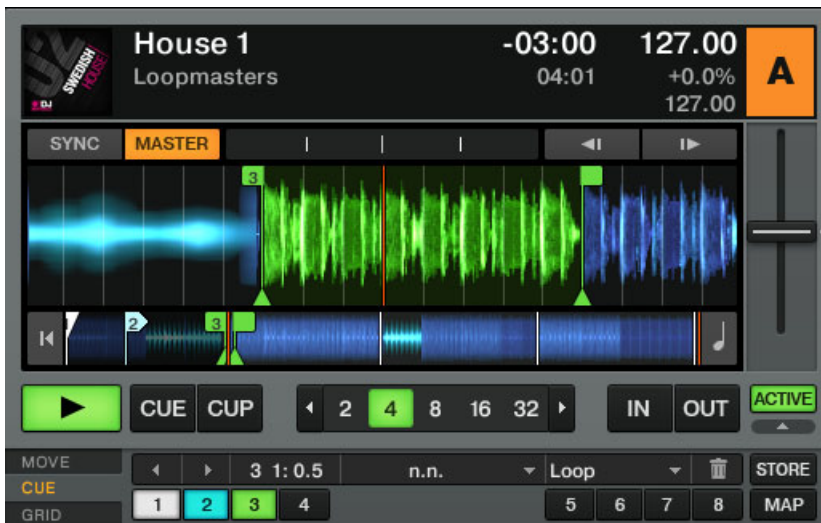 SWEDISH
HOUSE
DJ
House 1
Loopmasters
-03:00
04:01
127.00
+0.0%
127.00
A
SYNC
MASTER
3
2
3
CUE
CUP
2
4
8
16
32
IN
OUT
ACTIVE
MOVE
CUE
GRID
3 1:0.5
n.n.
Loop
STORE
1
2
3
4
5
6
7
8
MAP